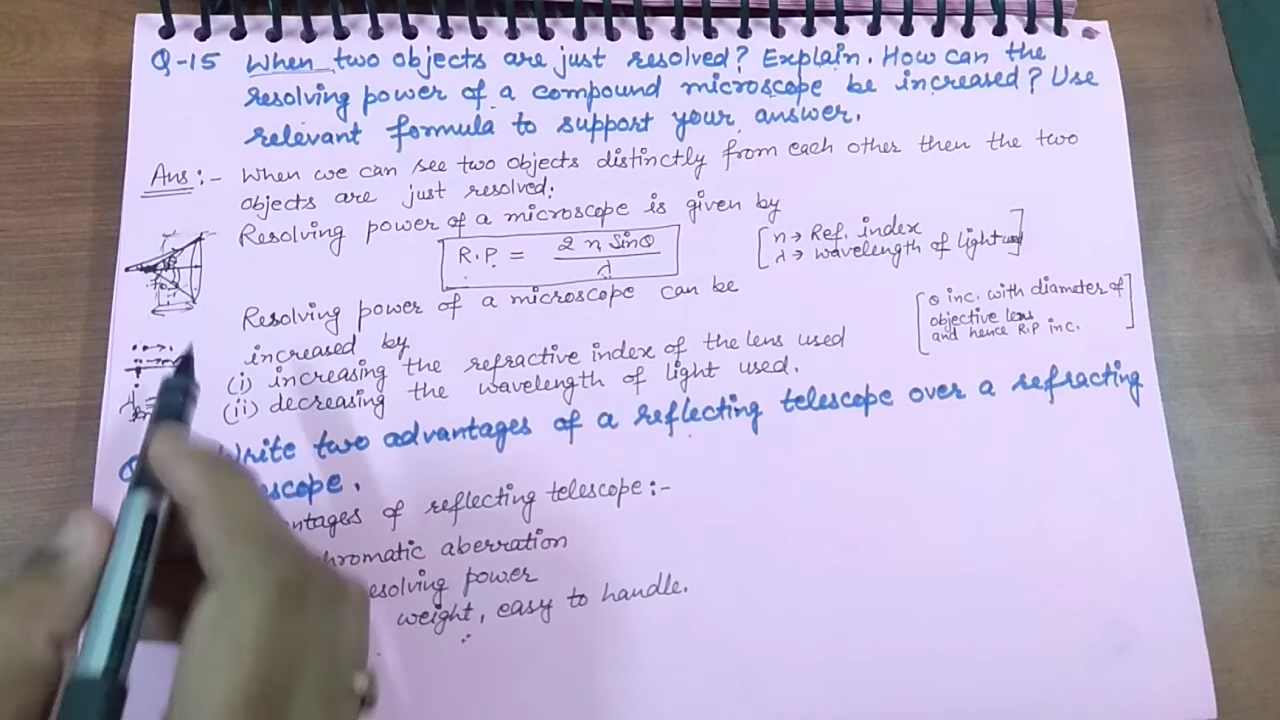 Q-15 When two objects are just resolved? Explain. How can the
resolving power of a compound microscope be increased? Use
relevant formula to support your answer.
Ans:- When we can see two objects distinctly from each other then the two
objects are just resolved.
Resolving power of a microscope is given by
R.P. = 2 n Sinθ / λ
[n→ Ref. index
λ→ wavelength of light used]
Resolving power of a microscope can be
increased by
[θ inc. with diameter of
objective lens
and hence R.P inc.]
(i) increasing the refractive index of the lens used
(ii) decreasing the wavelength of light used.
Write two advantages of a reflecting telescope over a refracting
scope.
ntages of reflecting telescope:-
hromatic aberration
esolving power
weight, easy to handle.